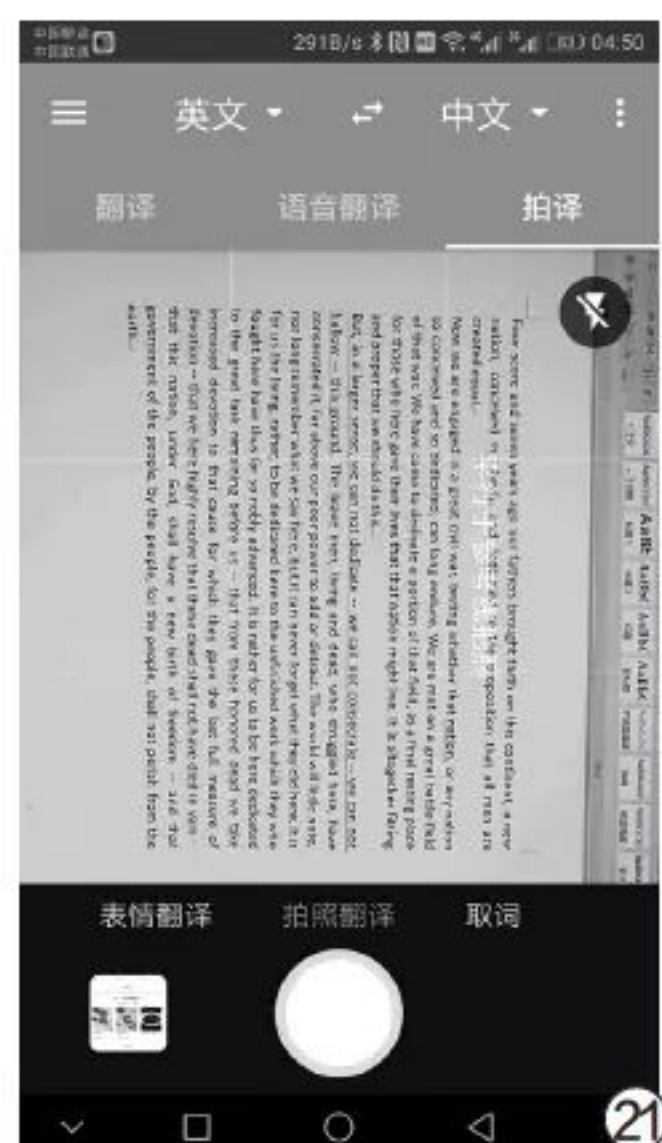 中国移动
中国联通
291B/s
04:50
英文
中文
翻译
语音翻译
拍译
Four score and seven years ago our fathers brought forth on this continent, a new
nation, conceived in and to the proposition that all men are
created equal...
Now we are engaged in a great civil war, testing whether that nation, or any nation
so conceived and so dedicated, can long endure. We are met on a great battle field
of that war. We have come to dedicate a portion of that field, as a final resting place
for those who here gave their lives that that nation might live. It is altogether fitting
and proper that we should do this...
But, in a larger sense, we can not dedicate -- we can not consecrate -- we can not
hallow -- this ground. The brave men, living and dead, who struggled here, have
consecrated it, far above our poor power to add or detract. The world will little note,
nor long remember what we say here, but it can never forget what they did here. It is
for us the living, rather, to be dedicated here to the unfinished work which they who
fought here have thus far so nobly advanced. It is rather for us to be here dedicated
to the great task remaining before us -- that from these honored dead we take
increased devotion to that cause for which they gave the last full measure of
devotion -- that we here highly resolve that these dead shall not have died in vain --
that this nation, under God, shall have a new birth of freedom -- and that
government of the people, by the people, for the people, shall not perish from the
earth...
表情翻译
拍照翻译
取词
21